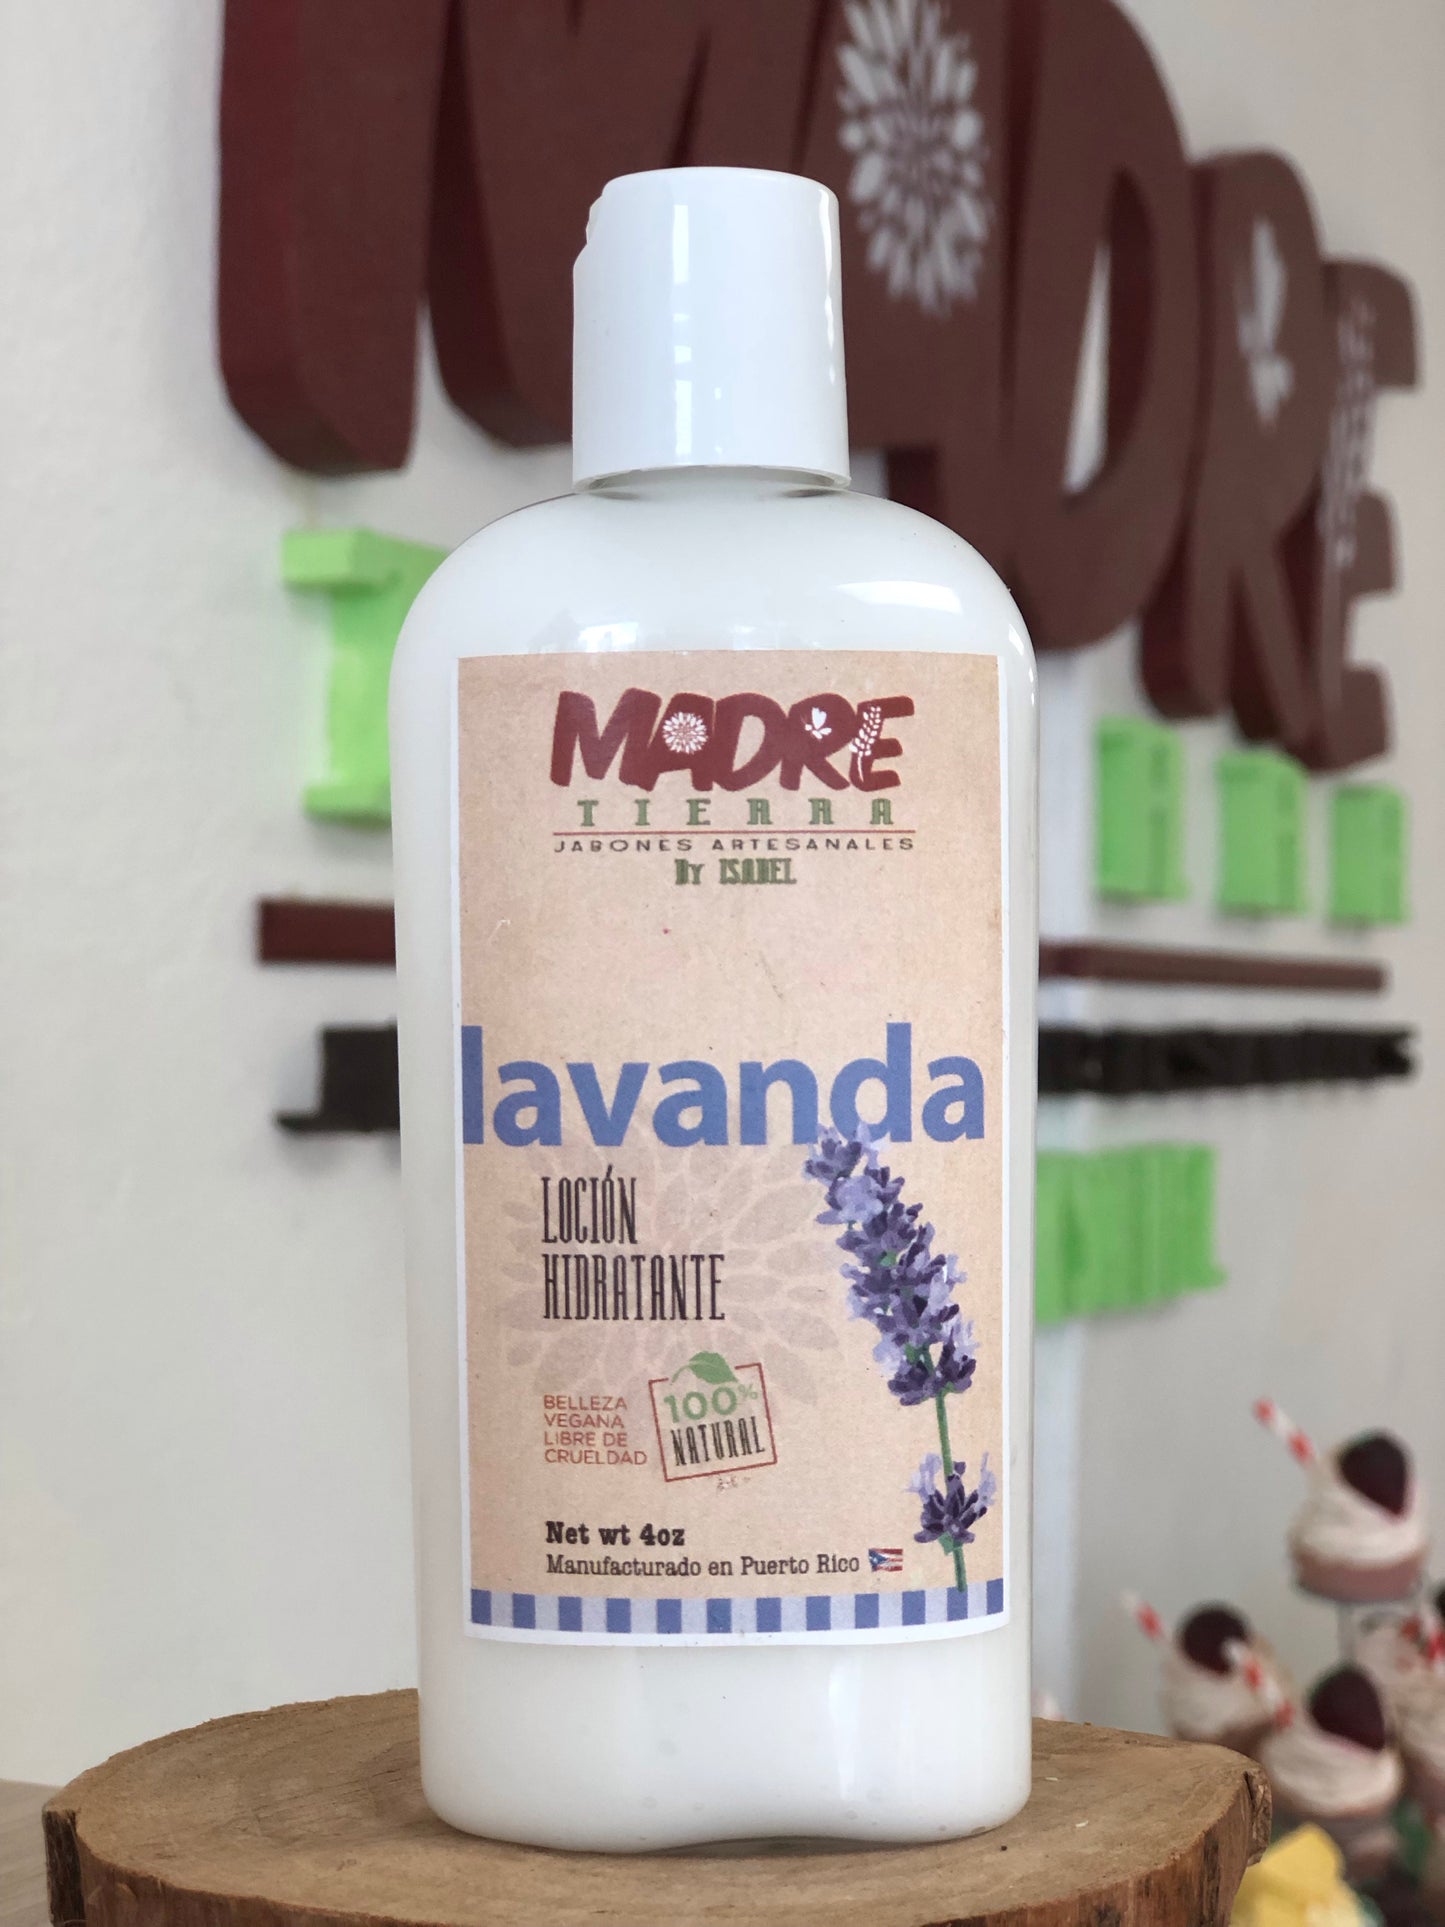 MADRE
MADRE
TIERRA
JABONES ARTESANALES
By ISABEL
lavanda
LOCIÓN
HIDRATANTE
BELLEZA
VEGANA
LIBRE DE
CRUELDAD
100%
NATURAL
Net wt 4oz
Manufacturado en Puerto Rico